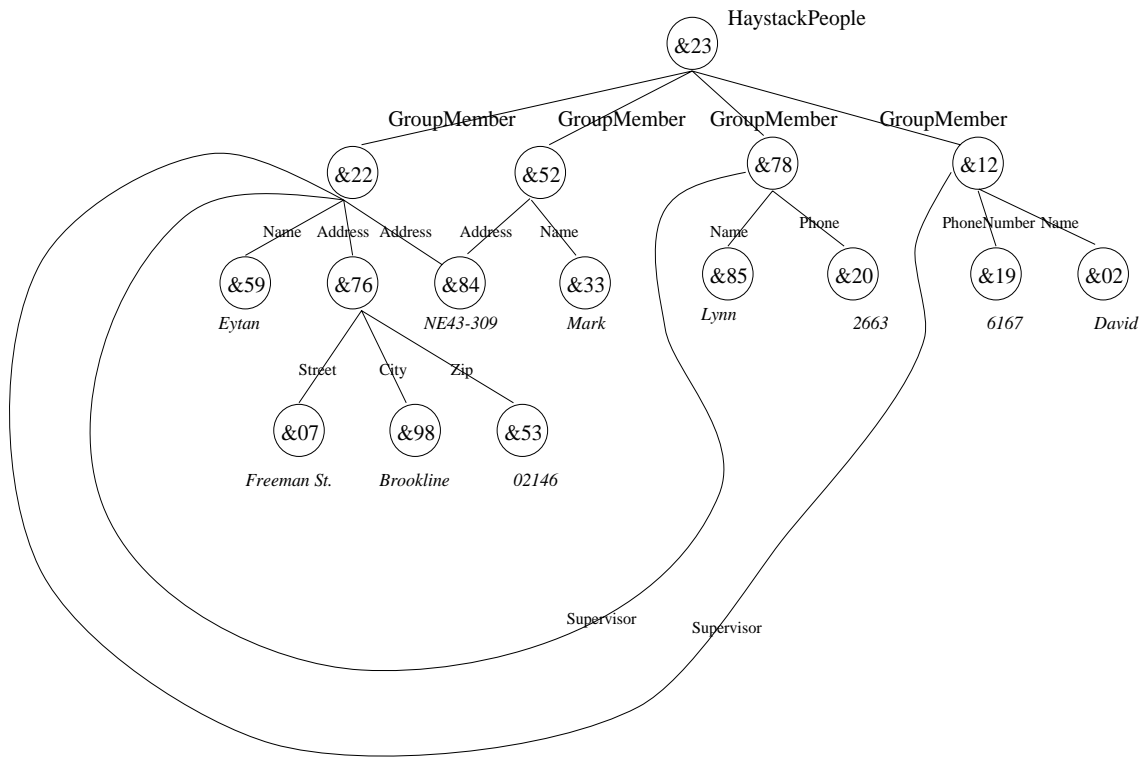 HaystackPeople
&23
GroupMember GroupMember GroupMember GroupMember
&22 &52 &78 &12
Name Address Address Address Name Name Phone PhoneNumber Name
&59 &76 &84 &33 &85 &20 &19 &02
Eytan NE43-309 Mark Lynn 2663 6167 David
Street City Zip
&07 &98 &53
Freeman St. Brookline 02146
Supervisor Supervisor